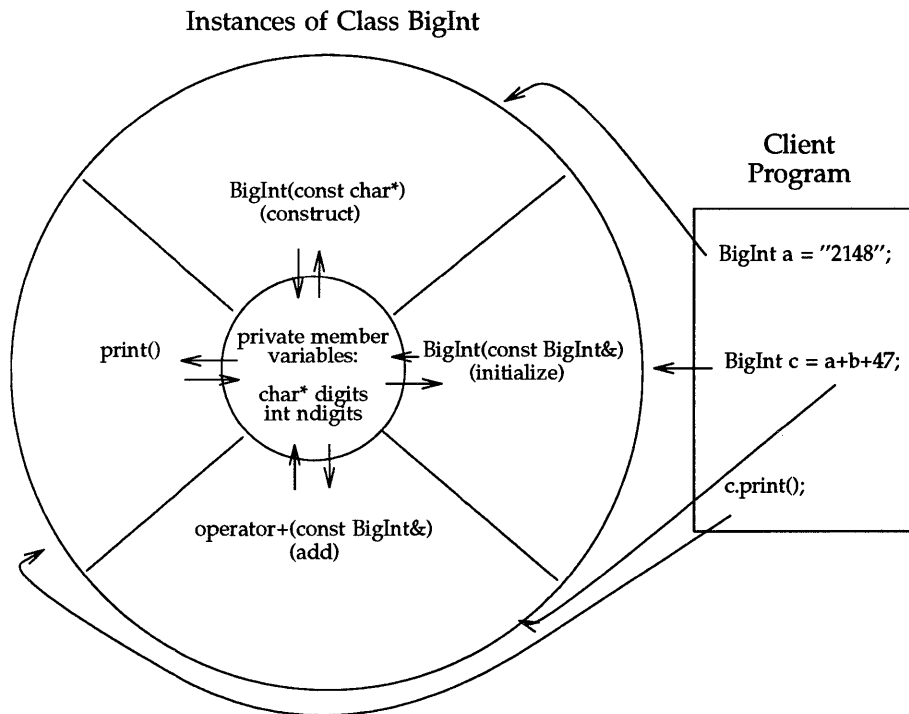 Instances of Class BigInt
Client
Program
BigInt(const char*)
(construct)
BigInt a = "2148";
print()
private member
variables:
char* digits
int ndigits
BigInt(const BigInt&)
(initialize)
BigInt c = a+b+47;
operator+(const BigInt&)
(add)
c.print();